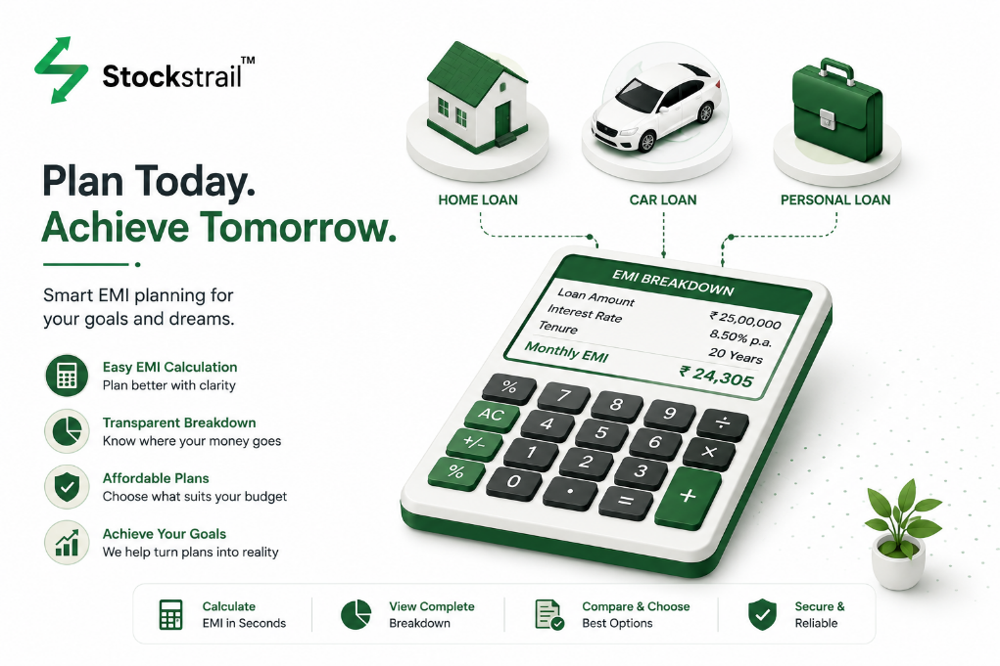 Stockstrail™
Plan Today.
Achieve Tomorrow.
Smart EMI planning for
your goals and dreams.
Easy EMI Calculation
Plan better with clarity
Transparent Breakdown
Know where your money goes
Affordable Plans
Choose what suits your budget
Achieve Your Goals
We help turn plans into reality
HOME LOAN
CAR LOAN
PERSONAL LOAN
EMI BREAKDOWN
Loan Amount ₹ 25,00,000
Interest Rate 8.50% p.a.
Tenure 20 Years
Monthly EMI ₹ 24,305
% 7 8 9 ÷
AC 4 5 6 ×
+/- 1 2 3 +
% 0 . =
Calculate
EMI in Seconds
View Complete
Breakdown
Compare & Choose
Best Options
Secure &
Reliable